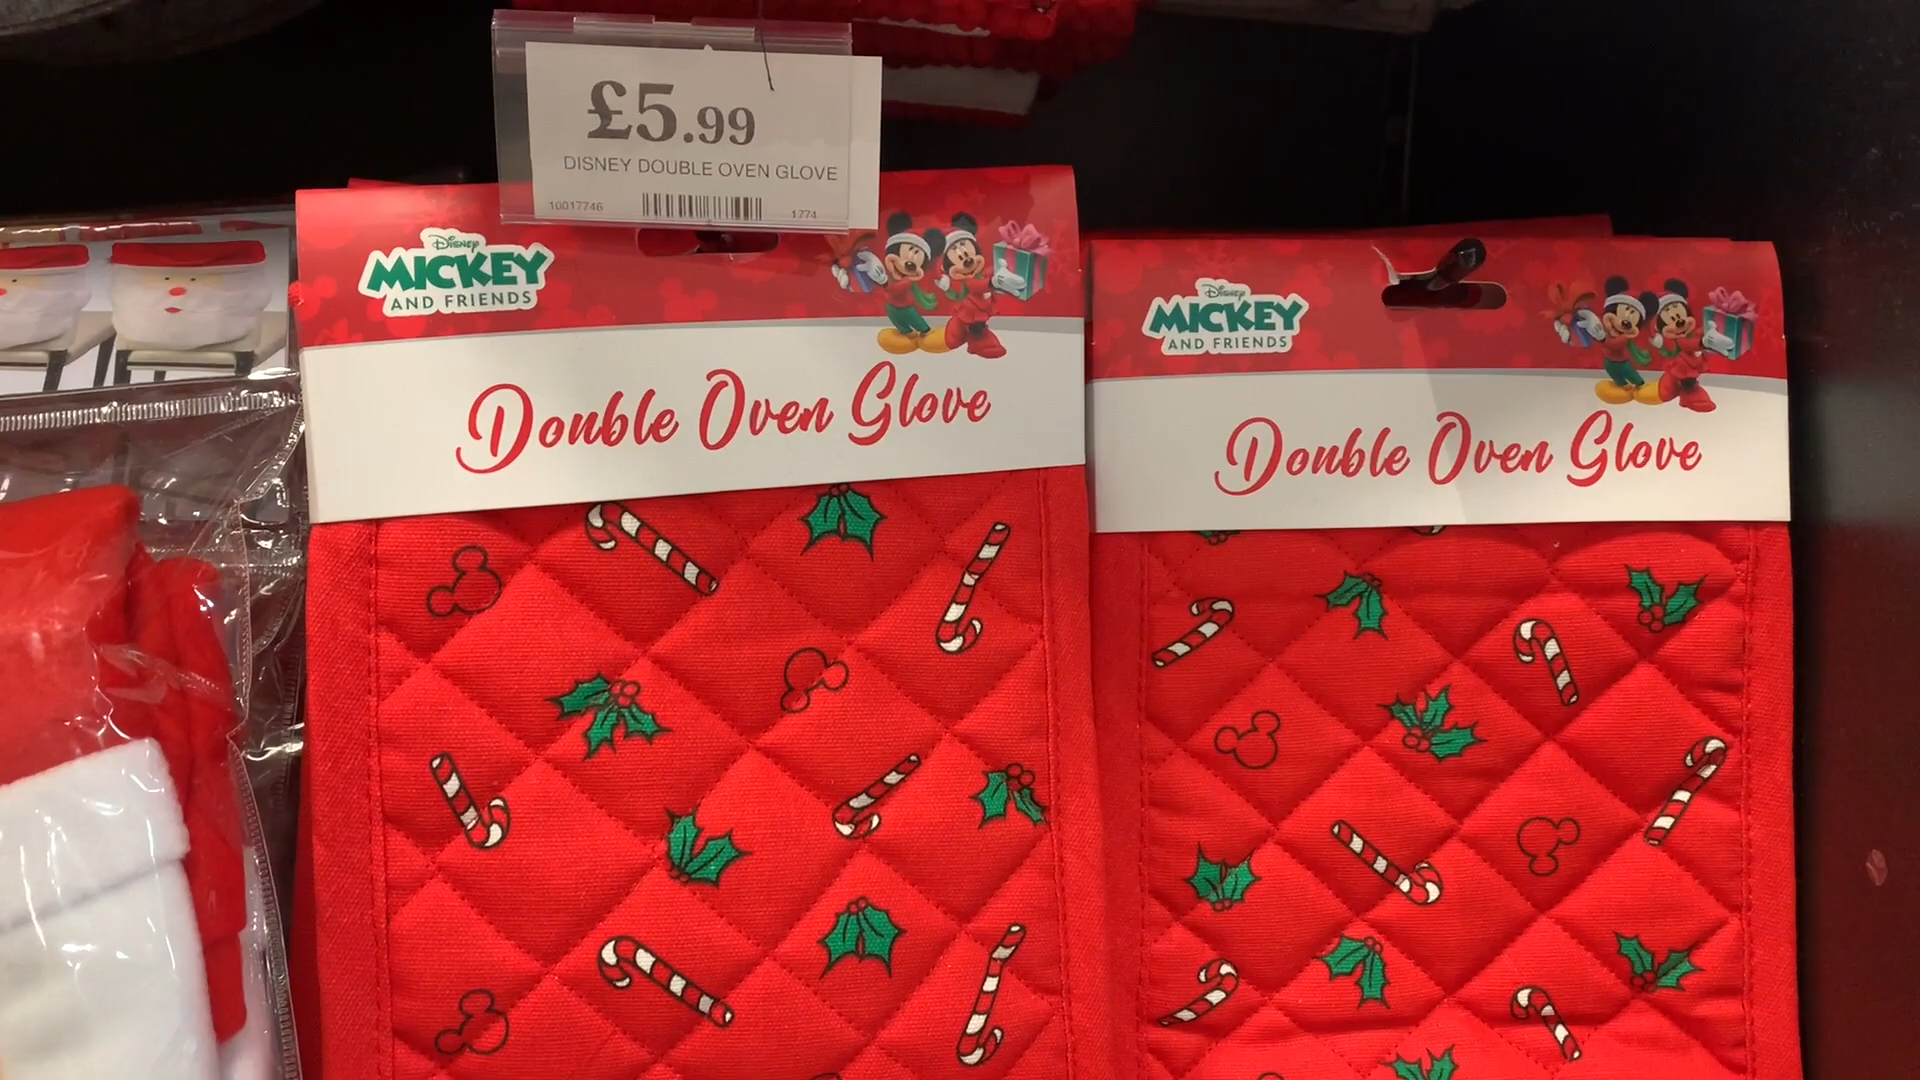 £5.99
DISNEY DOUBLE OVEN GLOVE
10017746 1774
Disney
MICKEY
AND FRIENDS
Double Oven Glove
Disney
MICKEY
AND FRIENDS
Double Oven Glove